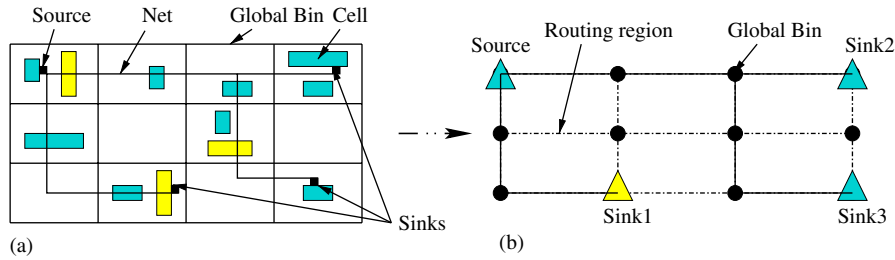 Source
Net
Global Bin
Cell
Sinks
(a)
Source
Routing region
Global Bin
Sink2
Sink1
Sink3
(b)